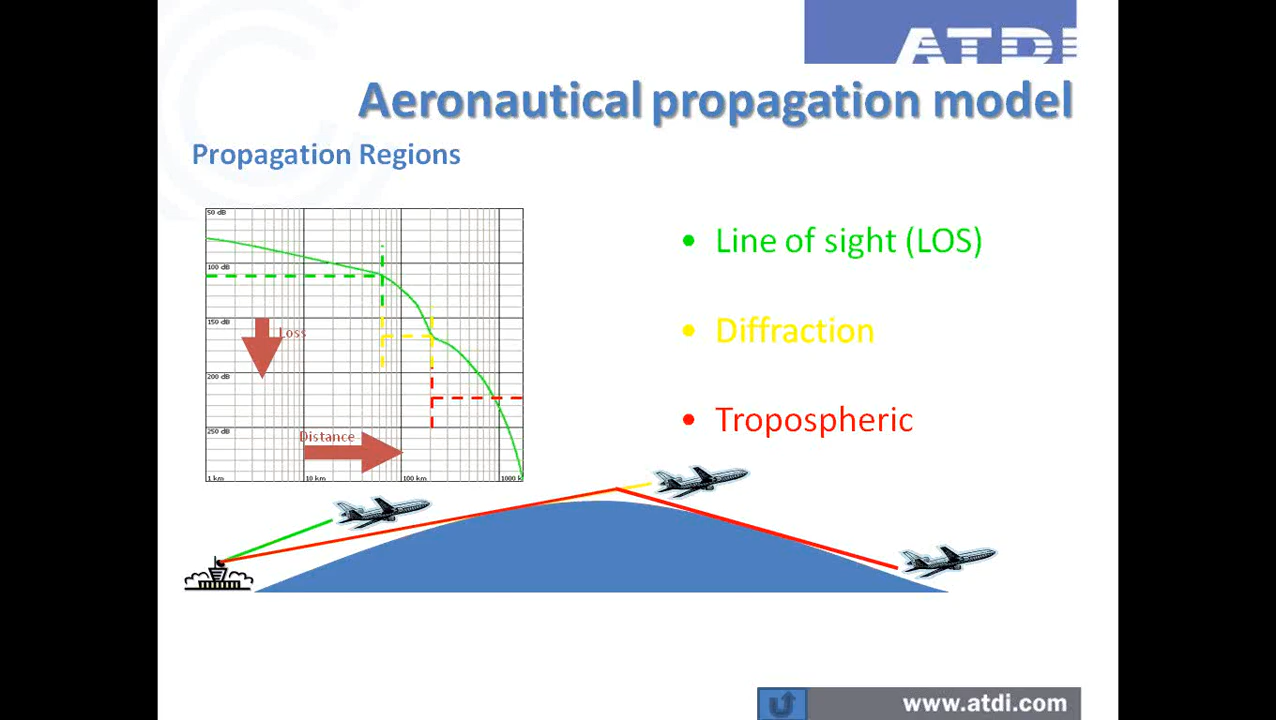 ATDI
Aeronautical propagation model
Propagation Regions
50 dB
100 dB
150 dB
200 dB
250 dB
Loss
Distance
1 km
10 km
100 km
1000 k
• Line of sight (LOS)
• Diffraction
• Tropospheric
www.atdi.com